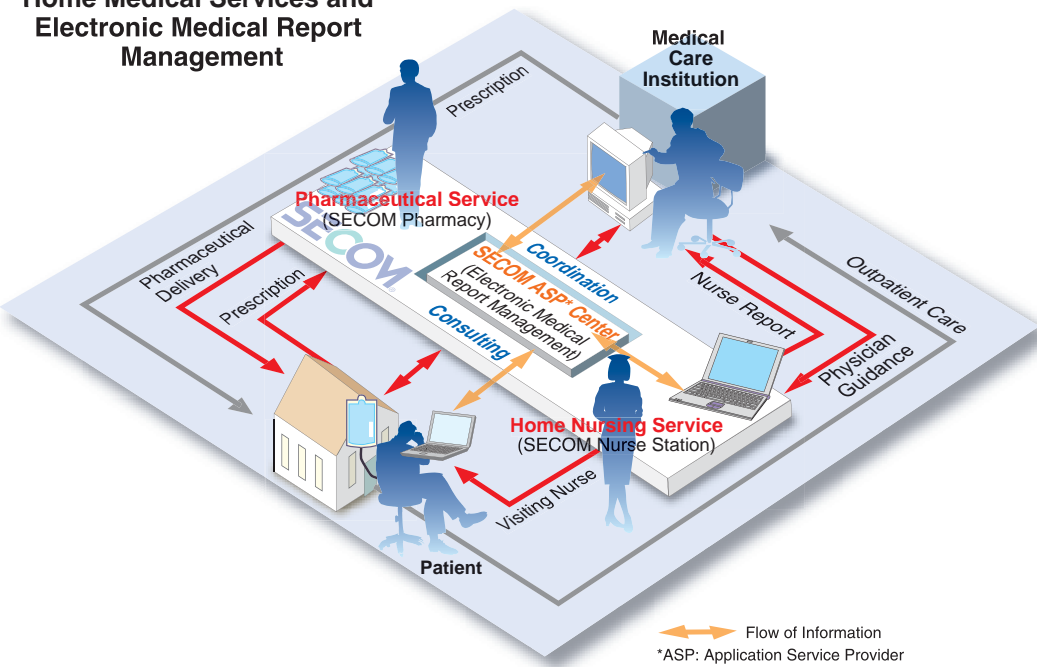 Home Medical Services and
Electronic Medical Report
Management
Medical
Care
Institution
Prescription
Pharmaceutical Service
(SECOM Pharmacy)
SECOM
Pharmaceutical
Delivery
Prescription
Coordination
SECOM ASP* Center
(Electronic Medical
Report Management)
Consulting
Nurse Report
Outpatient Care
Physician
Guidance
Home Nursing Service
(SECOM Nurse Station)
Visiting Nurse
Patient
Flow of Information
*ASP: Application Service Provider